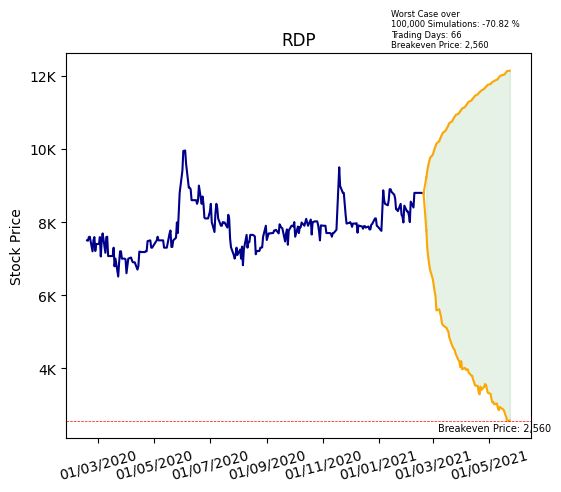 Worst Case over
100,000 Simulations: -70.82 %
Trading Days: 66
Breakeven Price: 2,560
RDP
12K
10K
8K
6K
4K
Stock Price
Breakeven Price: 2,560
01/03/2020
01/05/2020
01/07/2020
01/09/2020
01/11/2020
01/01/2021
01/03/2021
01/05/2021